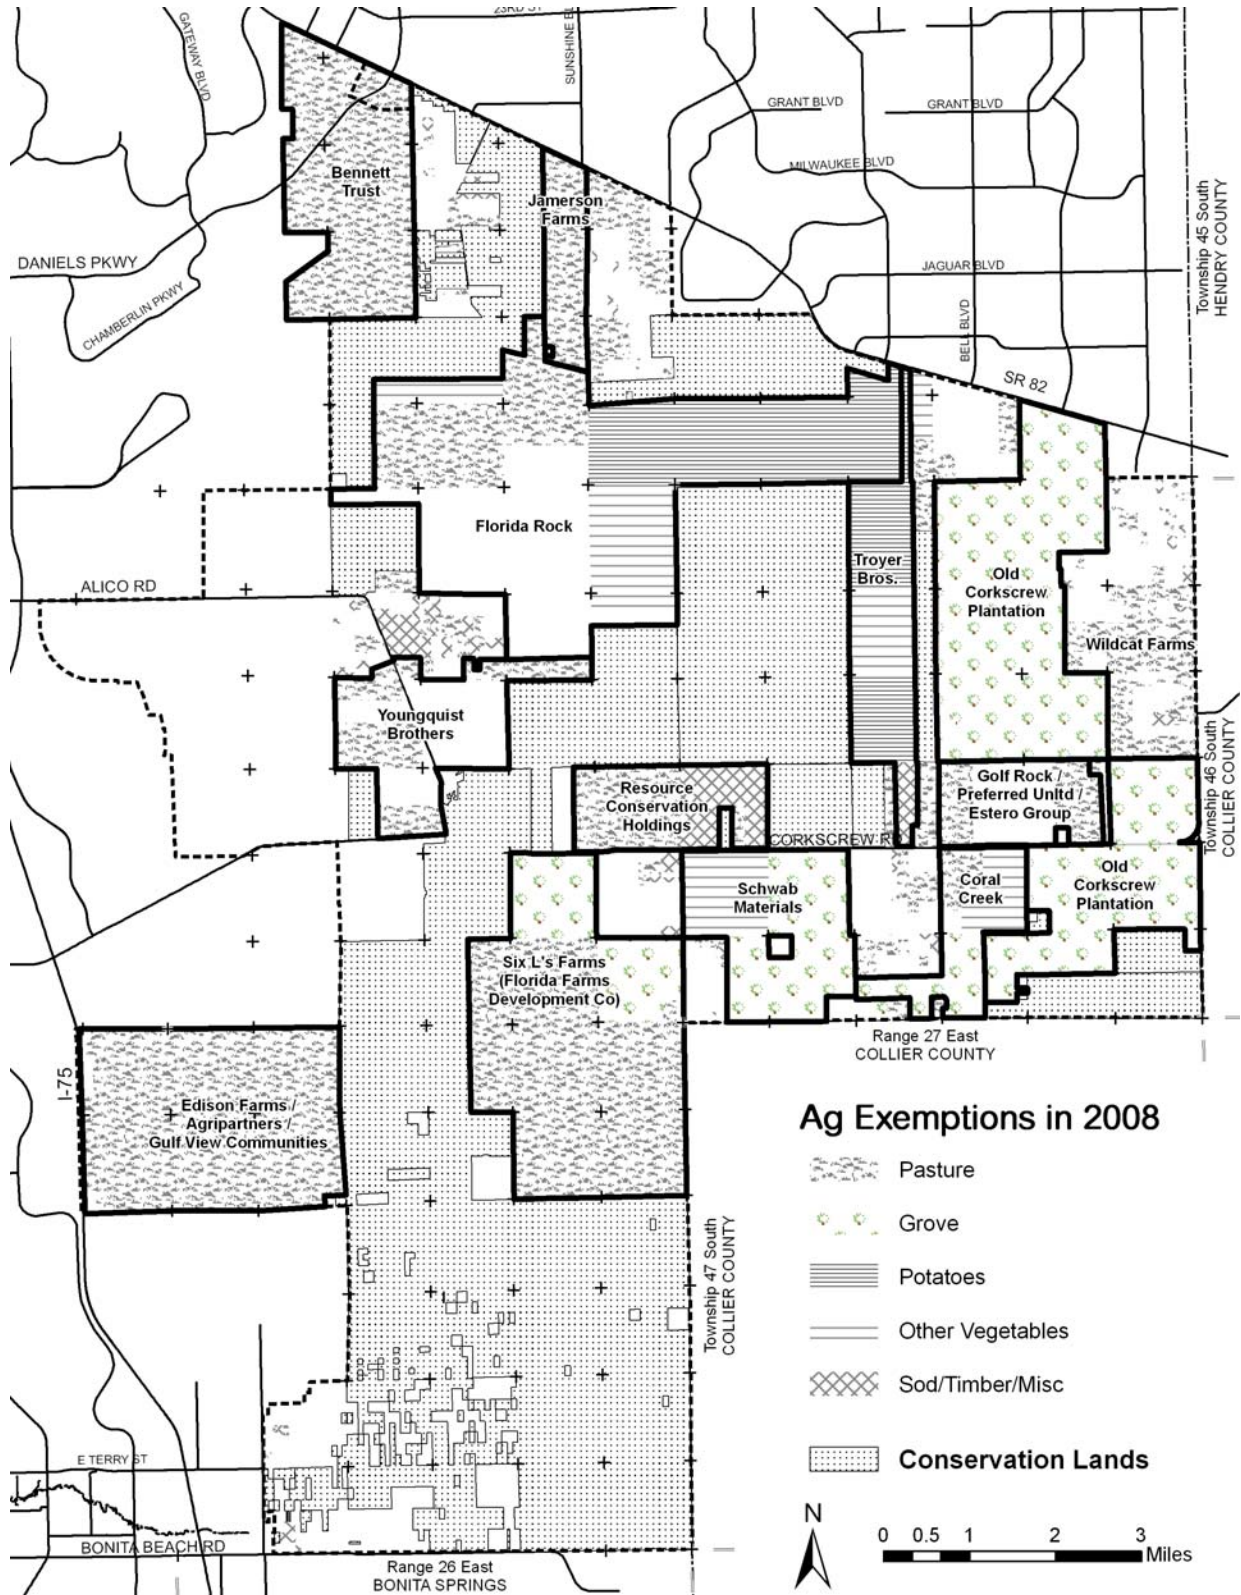 23RD ST
GATEWAY BLVD
SUNSHINE BL
GRANT BLVD
GRANT BLVD
MILWAUKEE BLVD
Bennett
Trust
Jamerson
Farms
Township 45 South
HENDRY COUNTY
DANIELS PKWY
CHAMBERLIN PKWY
JAGUAR BLVD
BELL BLVD
SR 82
Florida Rock
ALICO RD
Troyer
Bros.
Old
Corkscrew
Plantation
Wildcat Farms
Youngquist
Brothers
Township 46 South
COLLIER COUNTY
Resource
Conservation
Holdings
Golf Rock /
Preferred Unltd /
Estero Group
CORKSCREW R
Schwab
Materials
Coral
Creek
Old
Corkscrew
Plantation
Six L's Farms
(Florida Farms
Development Co)
Range 27 East
COLLIER COUNTY
I-75
Edison Farms /
Agripartners /
Gulf View Communities
Ag Exemptions in 2008
Pasture
Grove
Potatoes
Other Vegetables
Sod/Timber/Misc
Conservation Lands
Township 47 South
COLLIER COUNTY
E TERRY ST
BONITA BEACH RD
Range 26 East
BONITA SPRINGS
N
0 0.5 1 2 3
Miles